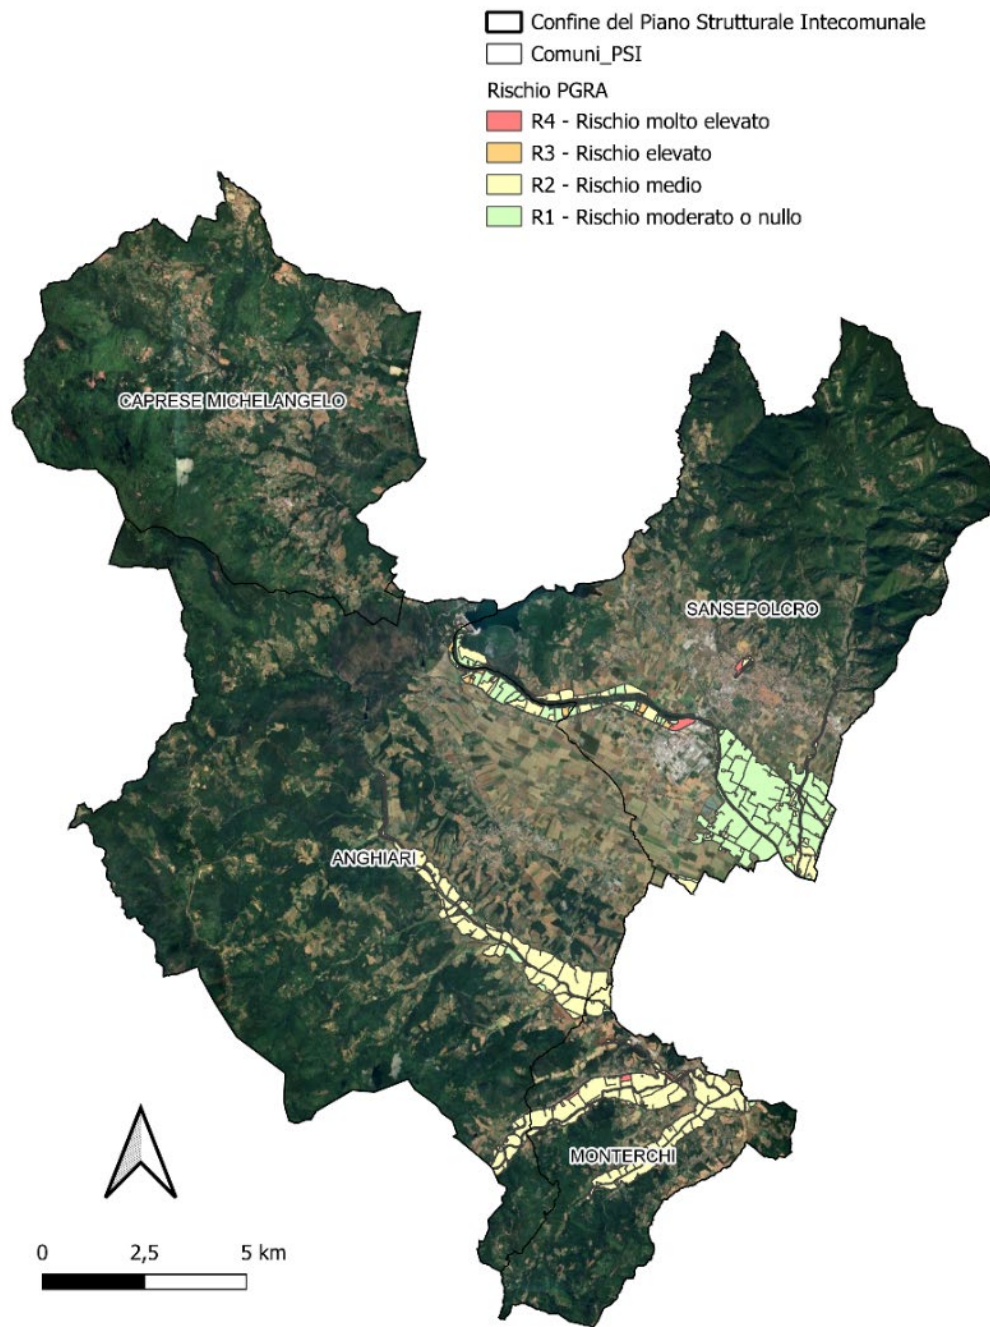 Confine del Piano Strutturale Intecomunale
Comuni_PSI
Rischio PGRA
R4 - Rischio molto elevato
R3 - Rischio elevato
R2 - Rischio medio
R1 - Rischio moderato o nullo
CAPRESE MICHELANGELO
SANSEPOLCRO
ANGHIARI
MONTERCHI
0 2,5 5 km